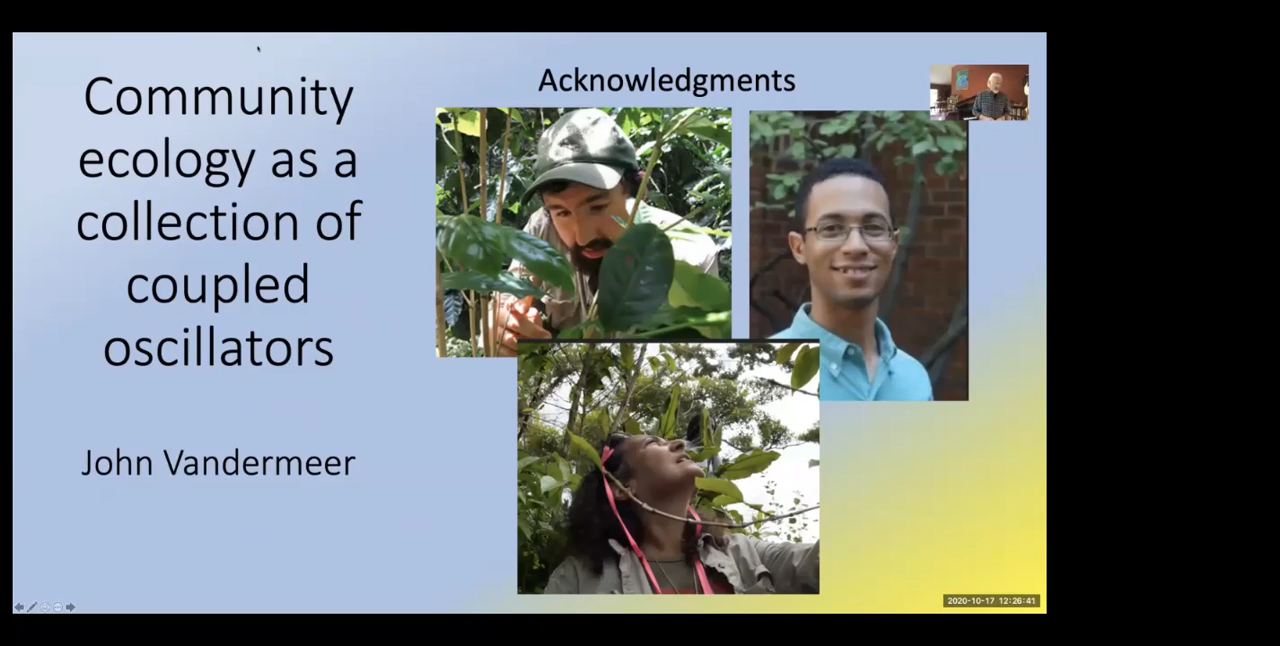 Community
ecology as a
collection of
coupled
oscillators
John Vandermeer
Acknowledgments
2020-10-17 12:26:41